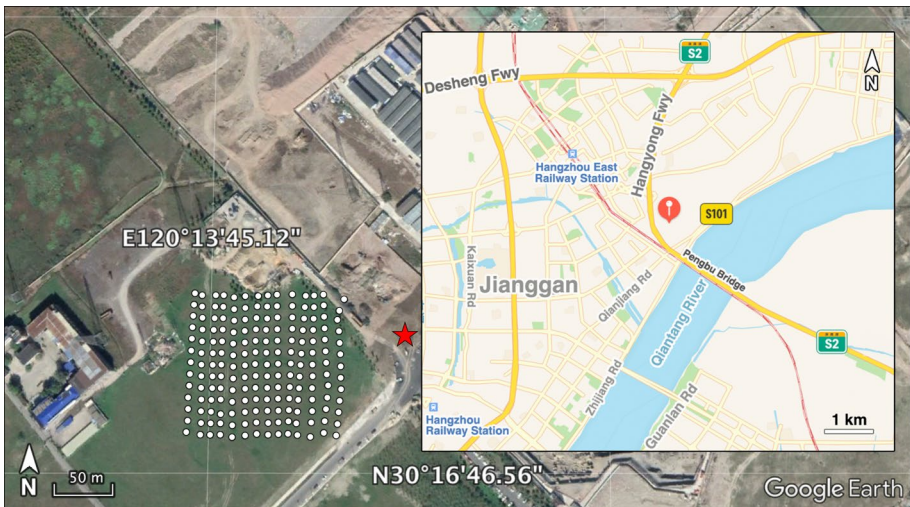 E120°13'45.12"
N30°16'46.56"
N
50 m
Google Earth
S2
N
Desheng Fwy
Hangyong Fwy
Hangzhou East
Railway Station
S101
Kaixuan Rd
Jianggan
Qianjiang Rd
Pengbu Bridge
Qiantang River
S2
Zhijiang Rd
Guanlan Rd
Hangzhou
Railway Station
1 km